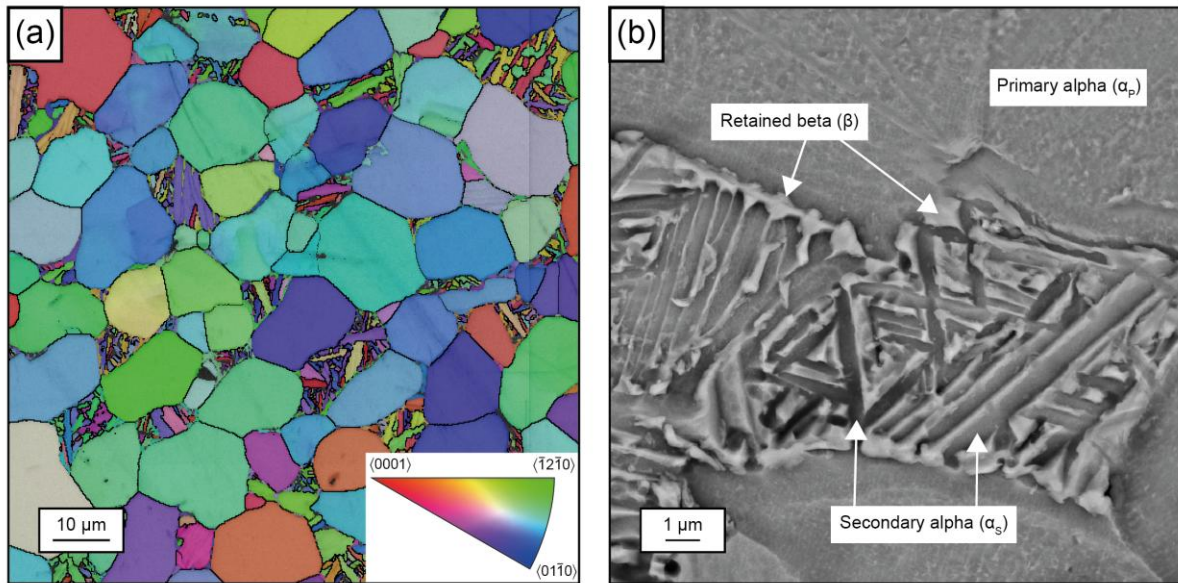 (a)
⟨0001⟩
⟨1̄21̄0⟩
⟨011̄0⟩
10 µm
(b)
Primary alpha (αP)
Retained beta (β)
Secondary alpha (αS)
1 µm